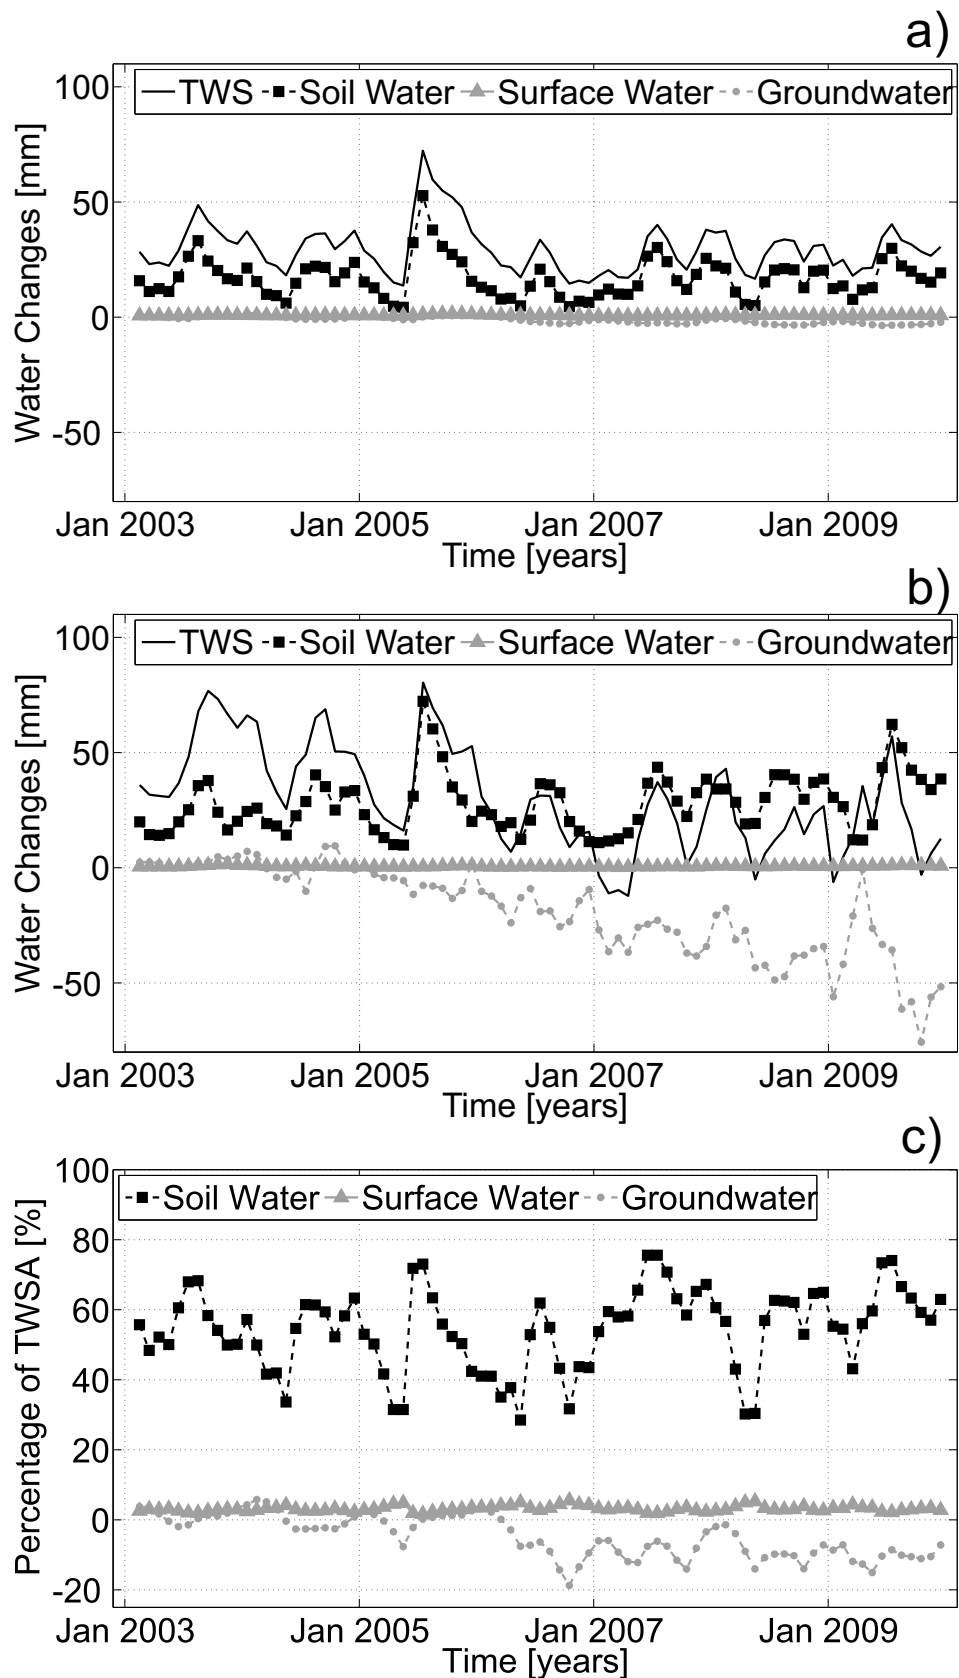 a)
TWS Soil Water Surface Water Groundwater
100
50
0
-50
Water Changes [mm]
Jan 2003 Jan 2005 Jan 2007 Jan 2009
Time [years]
b)
TWS Soil Water Surface Water Groundwater
100
50
0
-50
Water Changes [mm]
Jan 2003 Jan 2005 Jan 2007 Jan 2009
Time [years]
c)
Soil Water Surface Water Groundwater
100
80
60
40
20
0
-20
Percentage of TWSA [%]
Jan 2003 Jan 2005 Jan 2007 Jan 2009
Time [years]